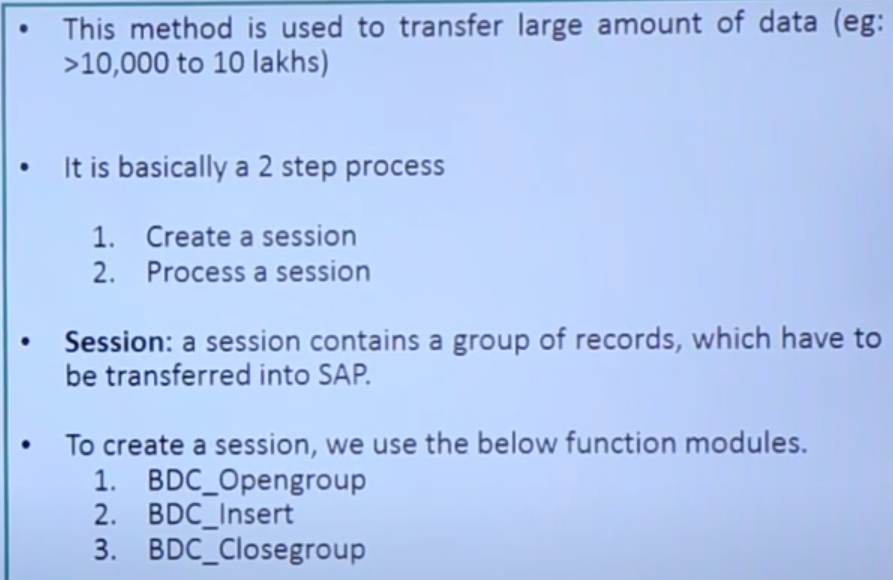 • This method is used to transfer large amount of data (eg:
>10,000 to 10 lakhs)
• It is basically a 2 step process
1. Create a session
2. Process a session
• Session: a session contains a group of records, which have to
be transferred into SAP.
• To create a session, we use the below function modules.
1. BDC_Opengroup
2. BDC_Insert
3. BDC_Closegroup